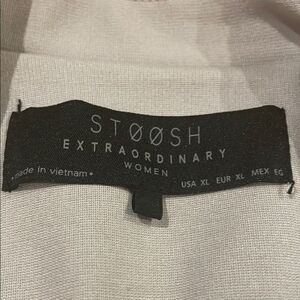 STØØSH
EXTRAORDINARY
WOMEN
made in vietnam •
USA XL EUR XL MEX EG